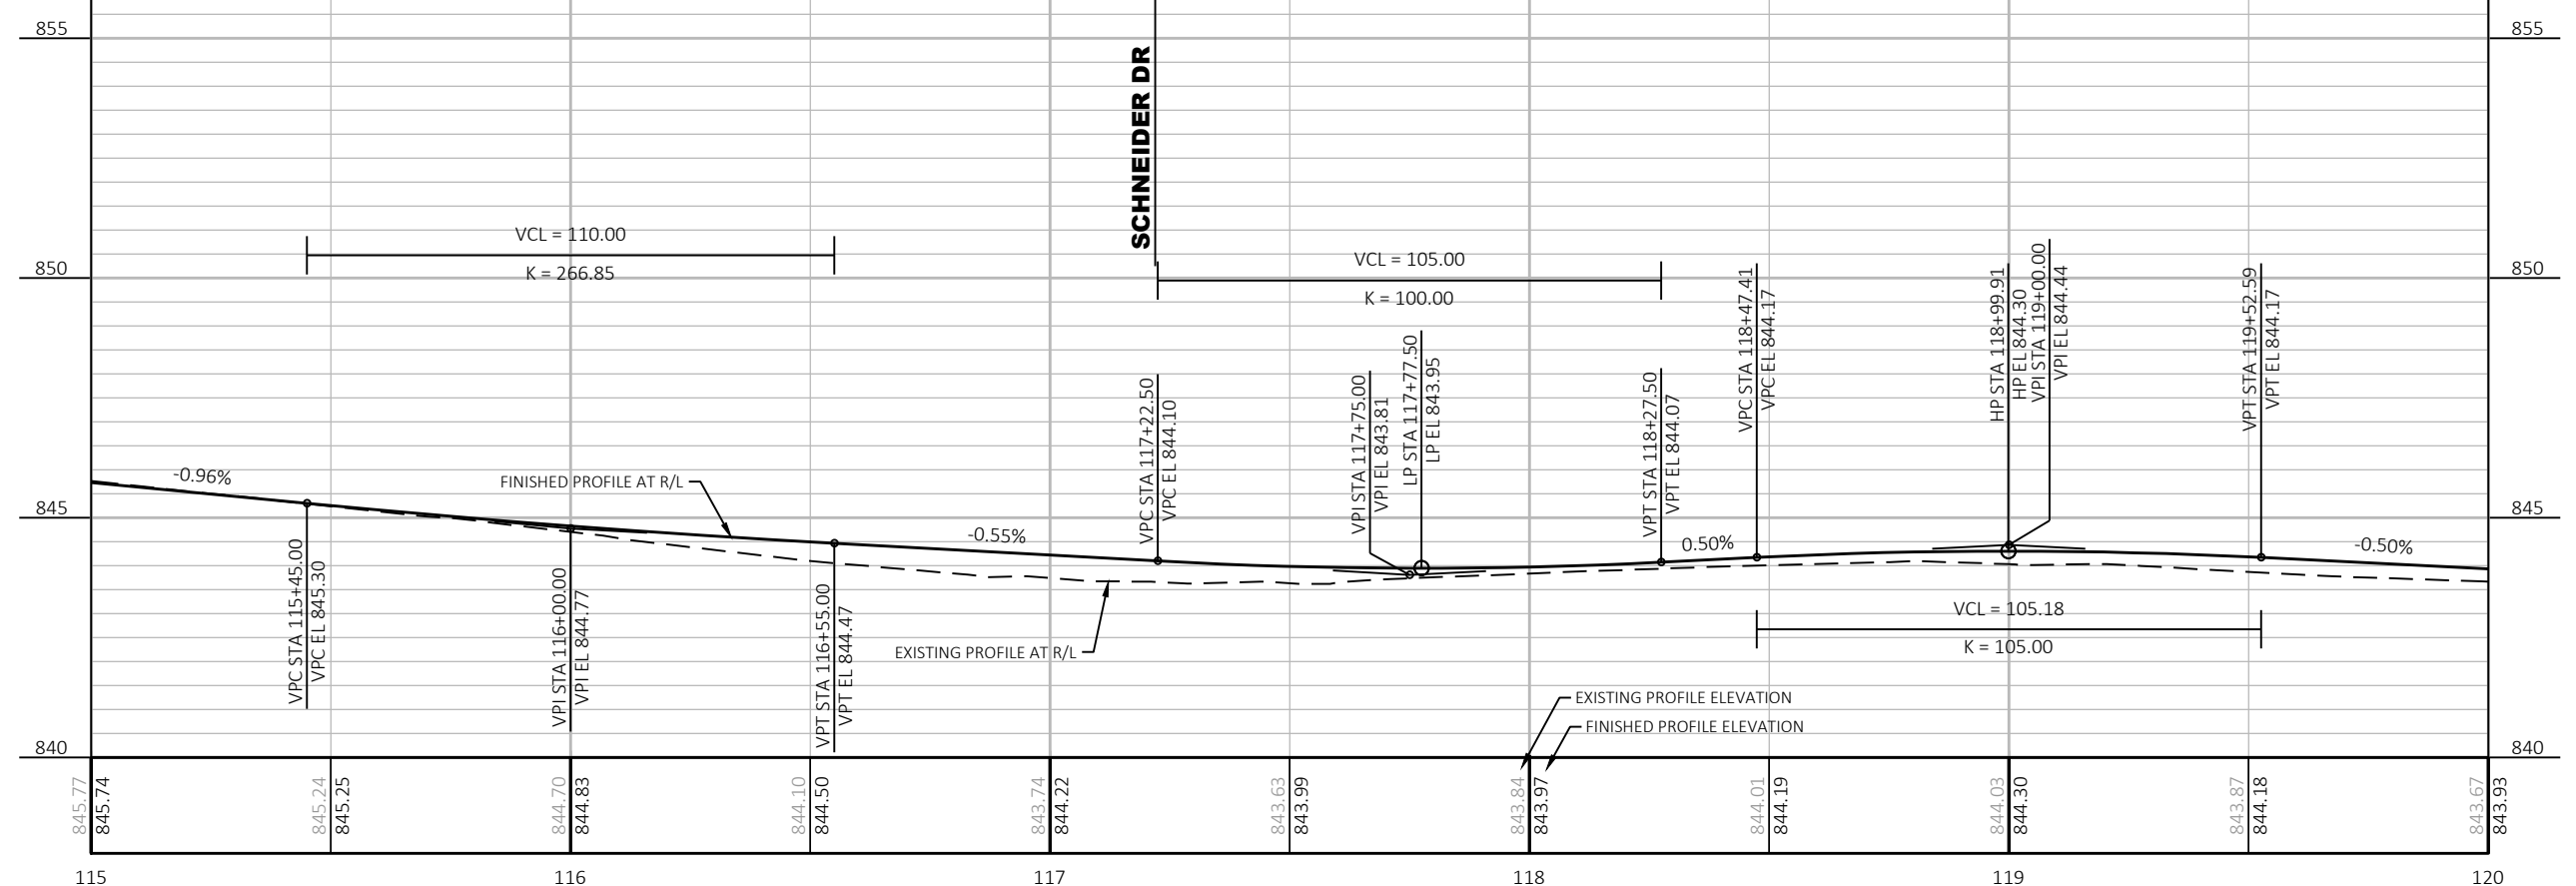 855
855
SCHNEIDER DR
850
850
VCL = 110.00
K = 266.85
VCL = 105.00
K = 100.00
VPC STA 118+47.41
VPC EL 844.17
HP STA 118+99.91
HP EL 844.30
VPI STA 119+00.00
VPI EL 844.44
VPT STA 119+52.59
VPT EL 844.17
VPC STA 117+22.50
VPC EL 844.10
VPI STA 117+75.00
VPI EL 843.81
LP STA 117+77.50
LP EL 843.95
VPT STA 118+27.50
VPT EL 844.07
-0.96%
FINISHED PROFILE AT R/L
-0.55%
0.50%
-0.50%
845
845
VPC STA 115+45.00
VPC EL 845.30
VPI STA 116+00.00
VPI EL 844.77
VPT STA 116+55.00
VPT EL 844.47
EXISTING PROFILE AT R/L
VCL = 105.18
K = 105.00
EXISTING PROFILE ELEVATION
FINISHED PROFILE ELEVATION
840
840
845.77
845.74
845.24
845.25
844.70
844.83
844.10
844.50
843.74
844.22
843.63
843.99
843.84
843.97
844.01
844.19
844.03
844.30
843.87
844.18
843.67
843.93
115
116
117
118
119
120